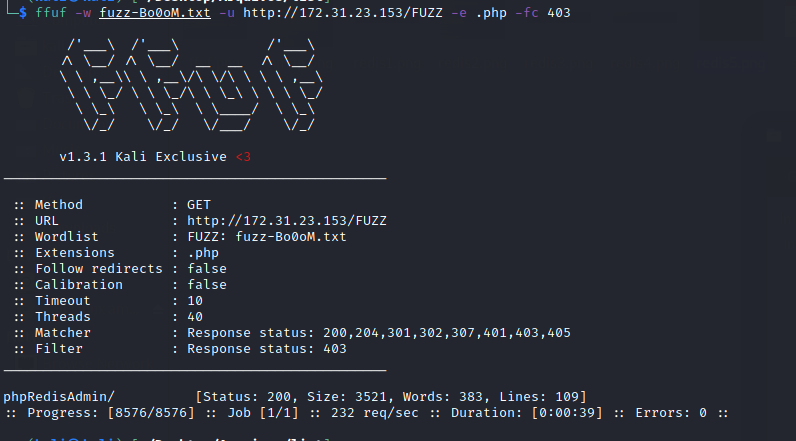 └─$ ffuf -w fuzz-Bo0oM.txt -u http://172.31.23.153/FUZZ -e .php -fc 403
        /'___\  /'___\           /'___\
       /\ \__/ /\ \__/  __  __  /\ \__/
       \ \ ,__\\ \ ,__\/\ \/\ \ \ \ ,__\
        \ \ \_/ \ \ \_/\ \ \_\ \ \ \ \_/
         \ \_\   \ \_\  \ \____/  \ \_\
          \/_/    \/_/   \/___/    \/_/
v1.3.1 Kali Exclusive <3
________________________________________________
:: Method : GET
:: URL : http://172.31.23.153/FUZZ
:: Wordlist : FUZZ: fuzz-Bo0oM.txt
:: Extensions : .php
:: Follow redirects : false
:: Calibration : false
:: Timeout : 10
:: Threads : 40
:: Matcher : Response status: 200,204,301,302,307,401,403,405
:: Filter : Response status: 403
________________________________________________
phpRedisAdmin/ [Status: 200, Size: 3521, Words: 383, Lines: 109]
:: Progress: [8576/8576] :: Job [1/1] :: 232 req/sec :: Duration: [0:00:39] :: Errors: 0 ::